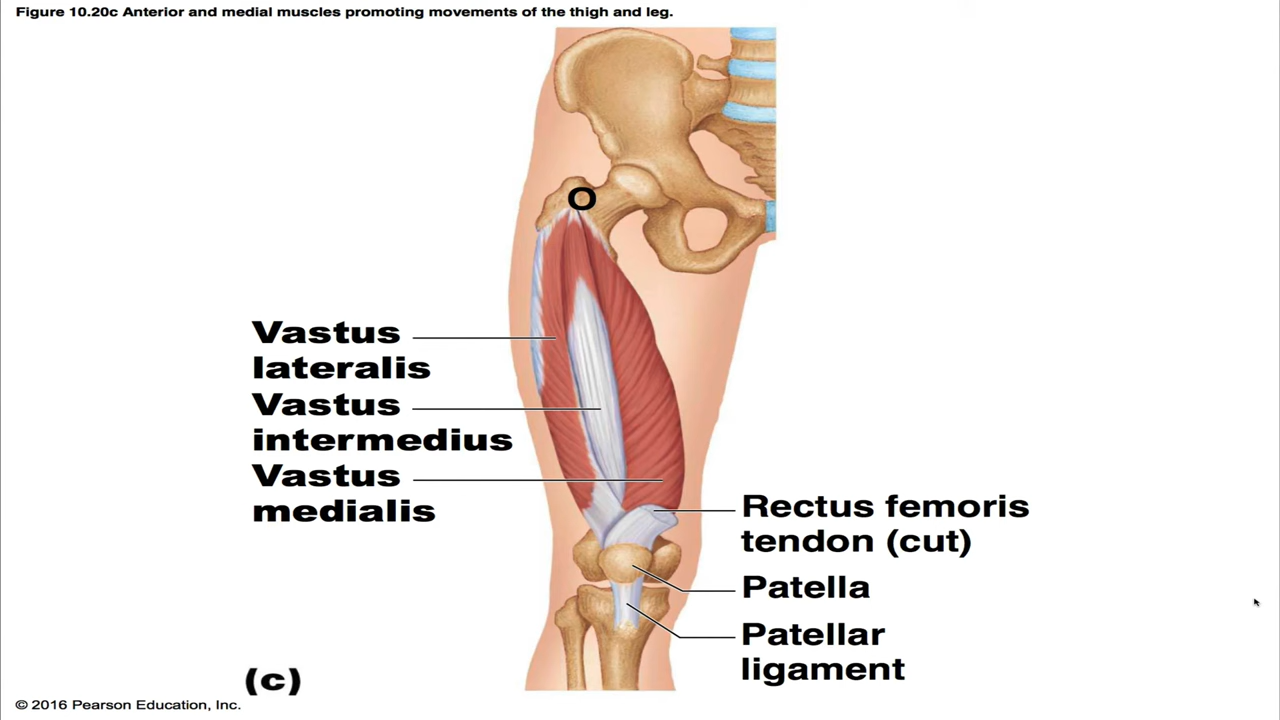 Figure 10.20c Anterior and medial muscles promoting movements of the thigh and leg.
O
Vastus
lateralis
Vastus
intermedius
Vastus
medialis
Rectus femoris
tendon (cut)
Patella
Patellar
ligament
(c)
© 2016 Pearson Education, Inc.